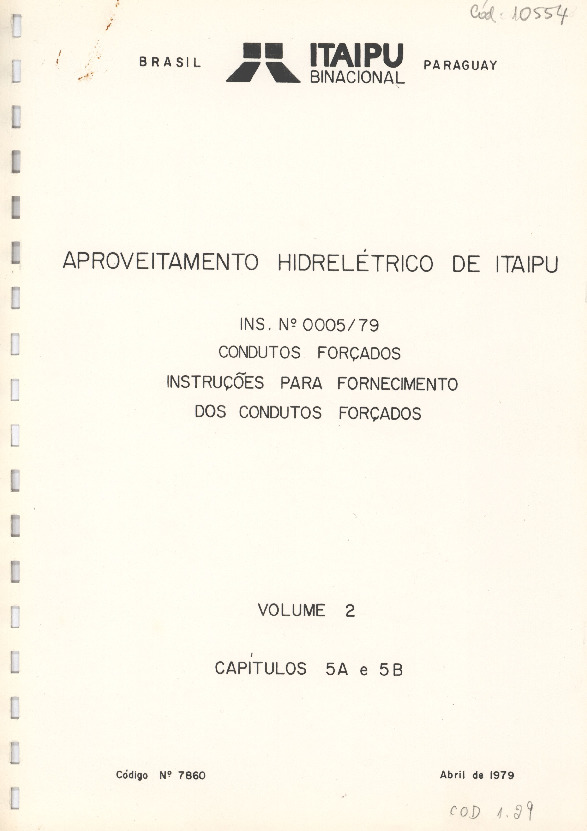 Cód: 10554
BRASIL
ITAIPU
BINACIONAL
PARAGUAY
APROVEITAMENTO HIDRELÉTRICO DE ITAIPU
INS. Nº 0005/79
CONDUTOS FORÇADOS
INSTRUÇÕES PARA FORNECIMENTO
DOS CONDUTOS FORÇADOS
VOLUME 2
CAPÍTULOS 5A e 5B
Código Nº 7860
Abril de 1979
COD 1.29